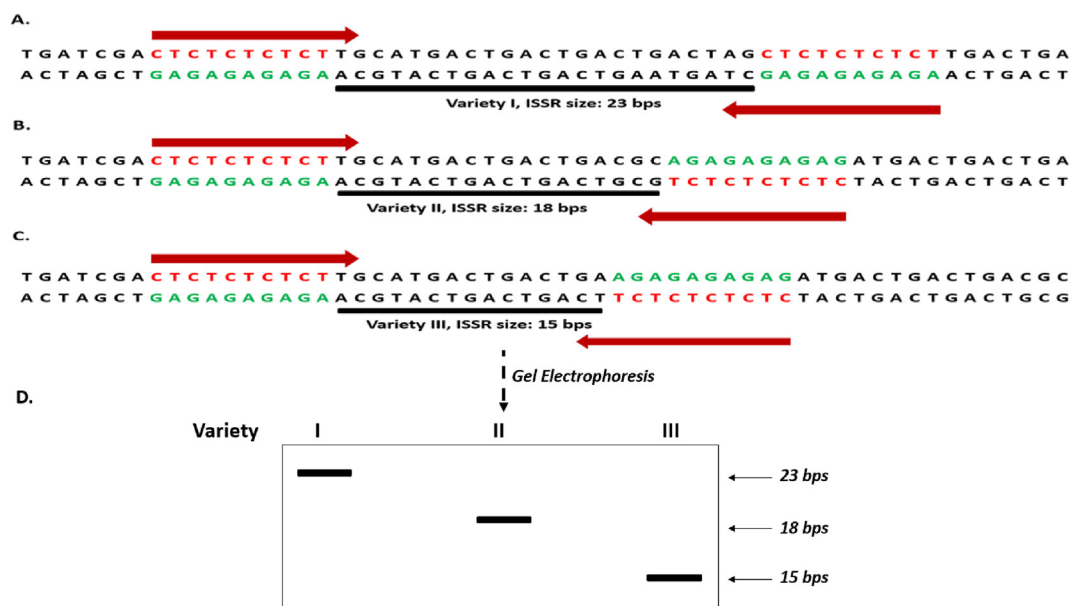 A.
TGATCGACTCTCTCTCTTGCATGACTGACTGACTGACTAGCTCTCTCTCTTGACTGA
ACTAGCTGAGAGAGAGAACGTACTGACTGACTGAATGATCGAGAGAGAGAACTGACT
Variety I, ISSR size: 23 bps
B.
TGATCGACTCTCTCTCTTGCATGACTGACTGACGCAGAGAGAGAGATGACTGACTGA
ACTAGCTGAGAGAGAGAACGTACTGACTGACTGCGTCTCTCTCTCTACTGACTGACT
Variety II, ISSR size: 18 bps
C.
TGATCGACTCTCTCTCTTGCATGACTGACTGAAGAGAGAGAGATGACTGACTGACGC
ACTAGCTGAGAGAGAGAACGTACTGACTGACTTCTCTCTCTCTACTGACTGACTGCG
Variety III, ISSR size: 15 bps
Gel Electrophoresis
D.
Variety I II III
23 bps
18 bps
15 bps